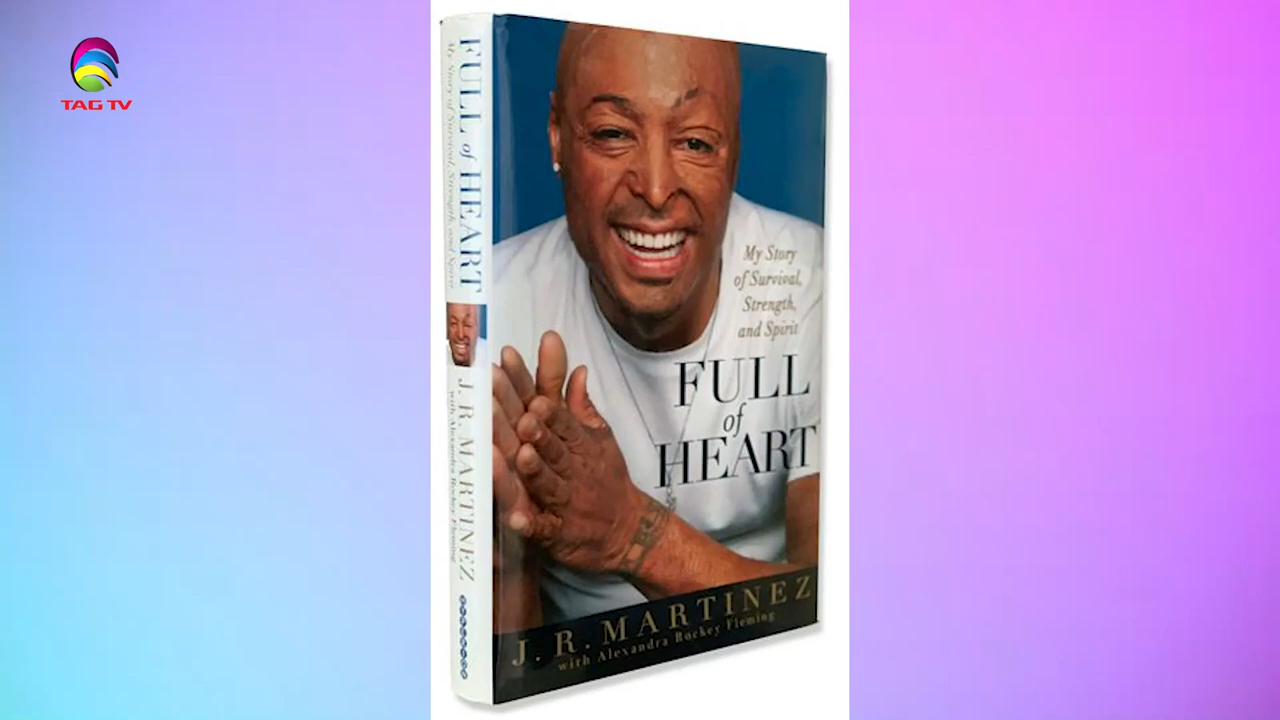 TAG TV
FULL of HEART
My Story of Survival, Strength, and Spirit
J. R. MARTINEZ
with Alexandra Rockey Fleming
My Story
of Survival,
Strength,
and Spirit
FULL
of
HEART
J. R. MARTINEZ
with Alexandra Rockey Fleming